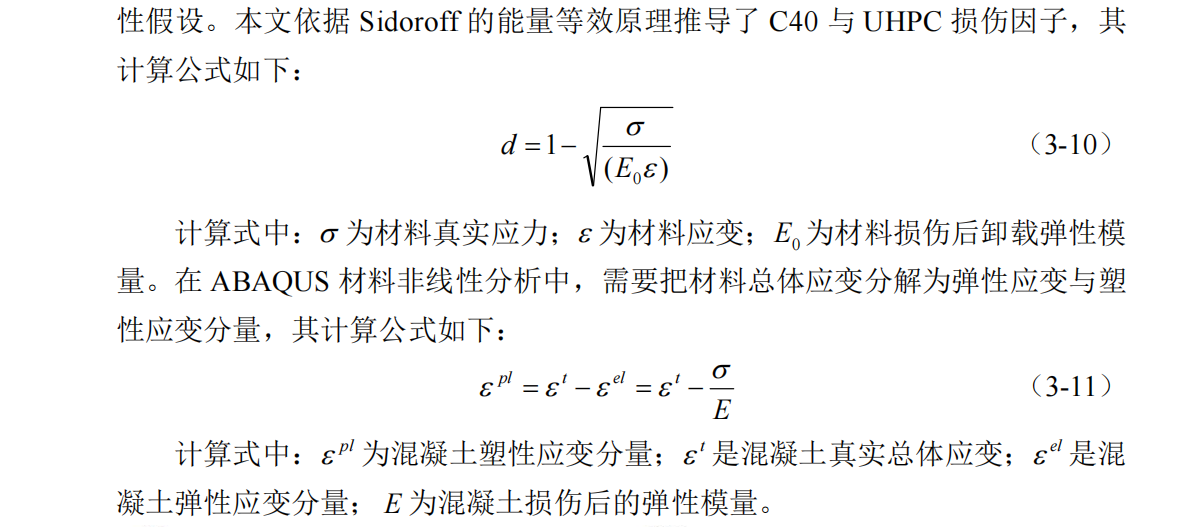 性假设。本文依据 Sidoroff 的能量等效原理推导了 C40 与 UHPC 损伤因子，其
计算公式如下：
d = 1 − √(σ / (E₀ε)) （3-10）
计算式中：σ 为材料真实应力；ε 为材料应变；E₀ 为材料损伤后卸载弹性模
量。在 ABAQUS 材料非线性分析中，需要把材料总体应变分解为弹性应变与塑
性应变分量，其计算公式如下：
ε^pl = ε^t − ε^el = ε^t − σ/E （3-11）
计算式中：ε^pl 为混凝土塑性应变分量；ε^t 是混凝土真实总体应变；ε^el 是混
凝土弹性应变分量； E 为混凝土损伤后的弹性模量。